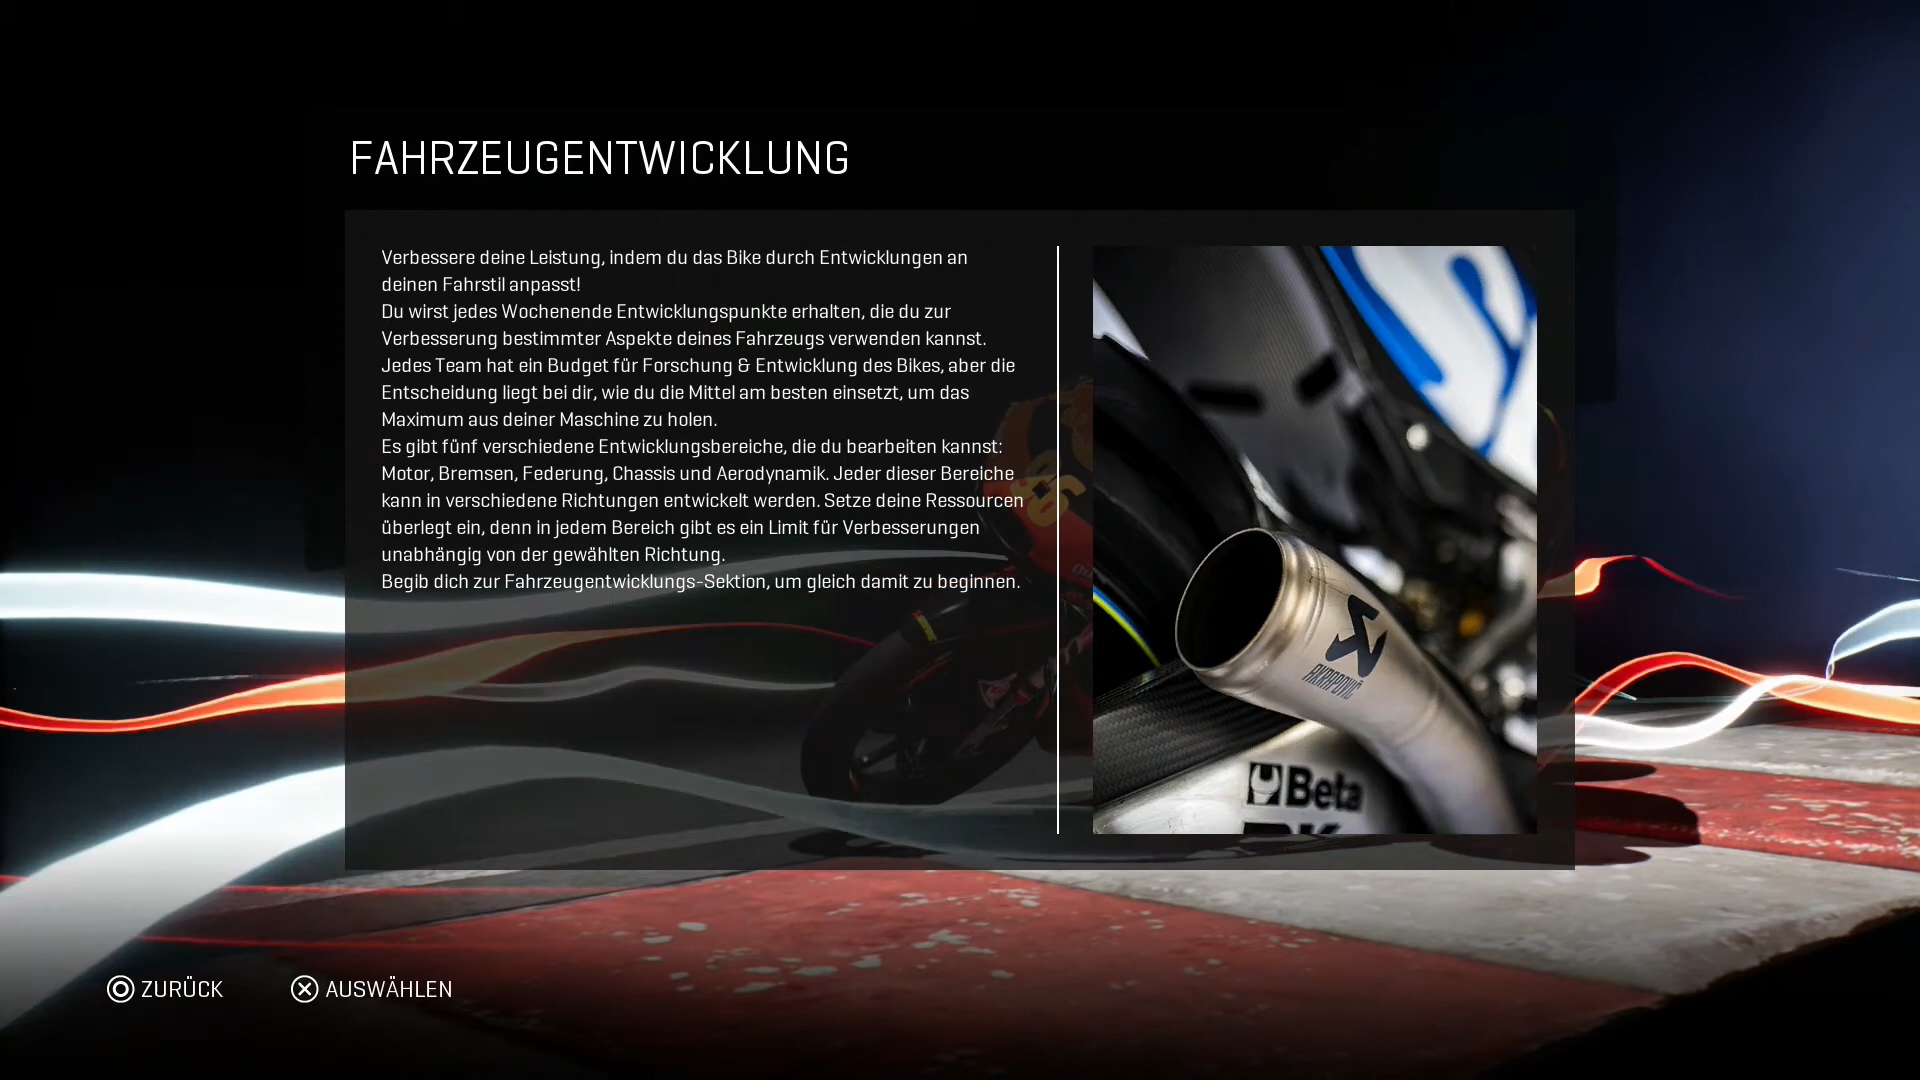 FAHRZEUGENTWICKLUNG
Verbessere deine Leistung, indem du das Bike durch Entwicklungen an
deinen Fahrstil anpasst!
Du wirst jedes Wochenende Entwicklungspunkte erhalten, die du zur
Verbesserung bestimmter Aspekte deines Fahrzeugs verwenden kannst.
Jedes Team hat ein Budget für Forschung & Entwicklung des Bikes, aber die
Entscheidung liegt bei dir, wie du die Mittel am besten einsetzt, um das
Maximum aus deiner Maschine zu holen.
Es gibt fünf verschiedene Entwicklungsbereiche, die du bearbeiten kannst:
Motor, Bremsen, Federung, Chassis und Aerodynamik. Jeder dieser Bereiche
kann in verschiedene Richtungen entwickelt werden. Setze deine Ressourcen
überlegt ein, denn in jedem Bereich gibt es ein Limit für Verbesserungen
unabhängig von der gewählten Richtung.
Begib dich zur Fahrzeugentwicklungs-Sektion, um gleich damit zu beginnen.
AKRAPOVIČ
Beta
ZURÜCK
AUSWÄHLEN